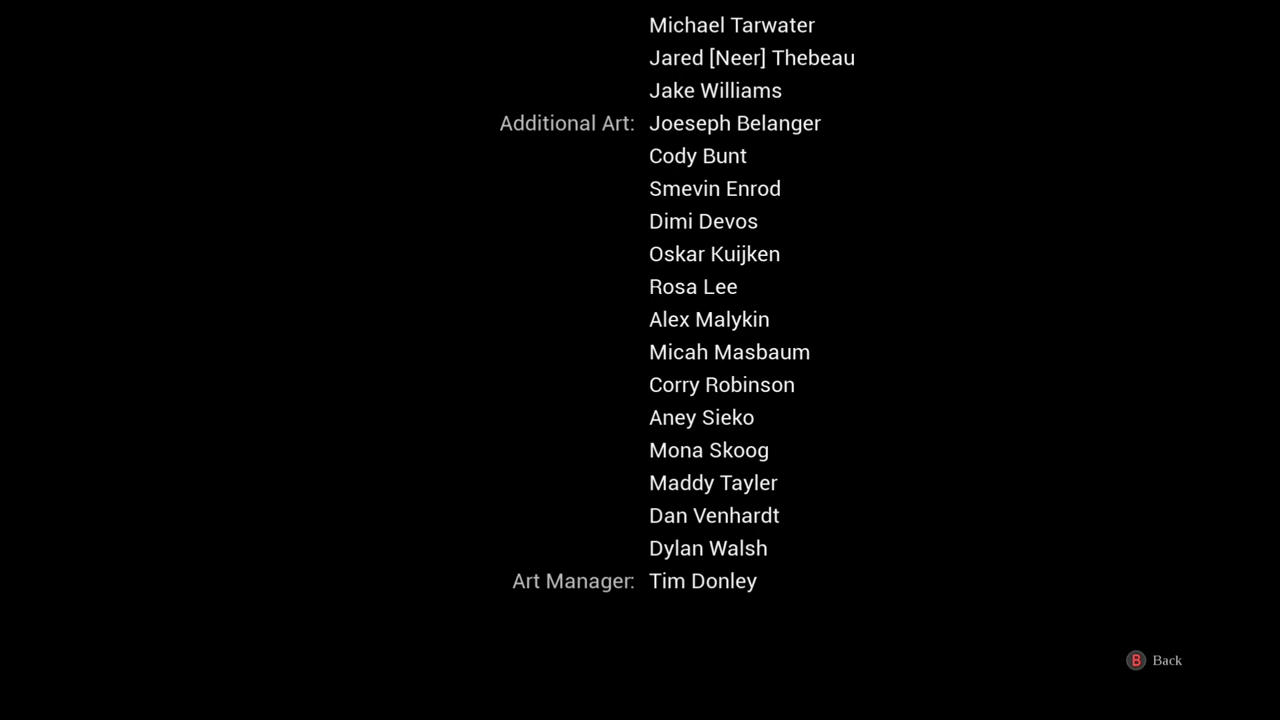 Michael Tarwater
Jared [Neer] Thebeau
Jake Williams
Additional Art: Joeseph Belanger
Cody Bunt
Smevin Enrod
Dimi Devos
Oskar Kuijken
Rosa Lee
Alex Malykin
Micah Masbaum
Corry Robinson
Aney Sieko
Mona Skoog
Maddy Tayler
Dan Venhardt
Dylan Walsh
Art Manager: Tim Donley
B Back